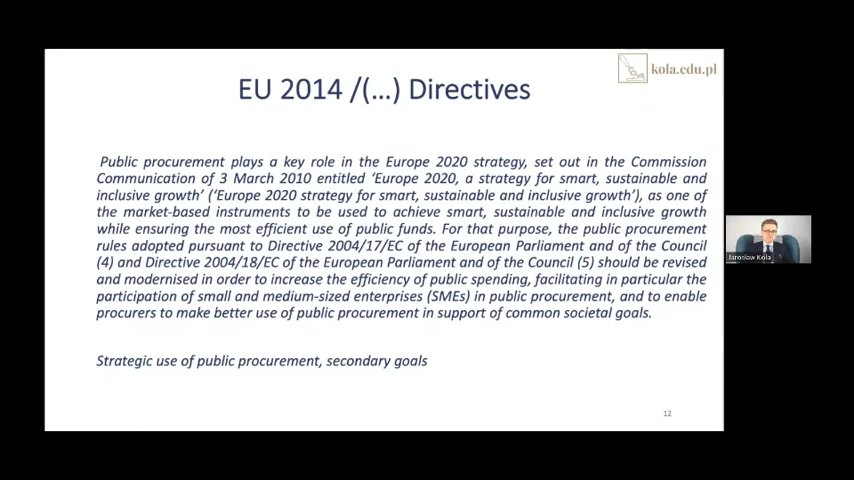 kola.edu.pl
EU 2014 /(…) Directives
Public procurement plays a key role in the Europe 2020 strategy, set out in the Commission
Communication of 3 March 2010 entitled ‘Europe 2020, a strategy for smart, sustainable and
inclusive growth’ (‘Europe 2020 strategy for smart, sustainable and inclusive growth’), as one of
the market-based instruments to be used to achieve smart, sustainable and inclusive growth
while ensuring the most efficient use of public funds. For that purpose, the public procurement
rules adopted pursuant to Directive 2004/17/EC of the European Parliament and of the Council
(4) and Directive 2004/18/EC of the European Parliament and of the Council (5) should be revised
and modernised in order to increase the efficiency of public spending, facilitating in particular the
participation of small and medium-sized enterprises (SMEs) in public procurement, and to enable
procurers to make better use of public procurement in support of common societal goals.
Strategic use of public procurement, secondary goals
12
Jarosław Kola